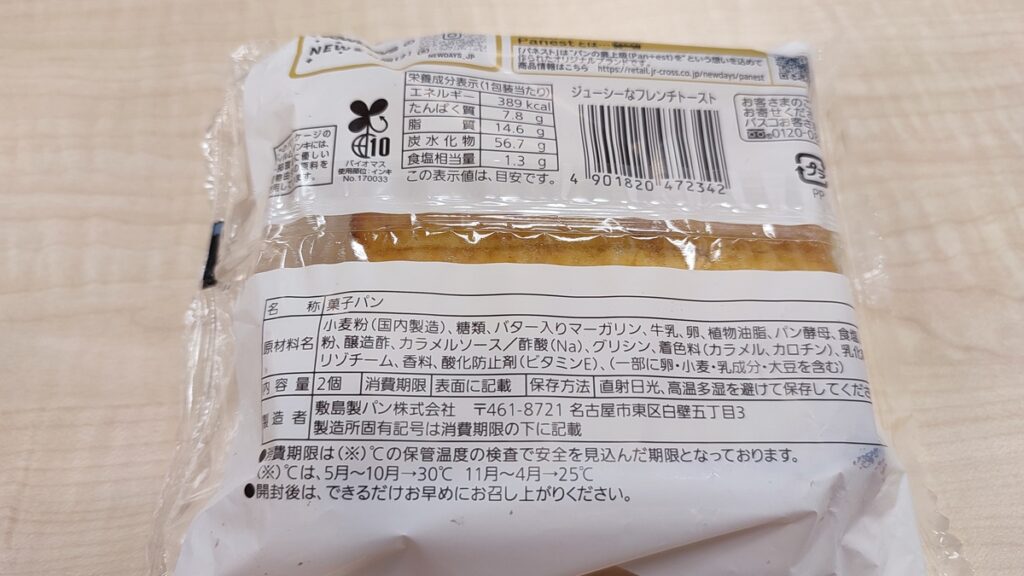 NEW
NEWDAYS_JP
Panestとは
「パネスト」は"パンの最上級(Pan+est)を"という想いを込めて
作られたオリジナルブランド
商品情報はこちら https://retail.jr-cross.co.jp/newdays/panest
栄養成分表示(1包装当たり)
エネルギー 389 kcal
たんぱく質 7.8 g
脂質 14.6 g
炭水化物 56.7 g
食塩相当量 1.3 g
この表示値は、目安です。
10
バイオマス
使用部位:インキ
No.170033
ジューシーなフレンチトースト
4 901820 472342
お客さまの
お寄せくだ
パスコお客
0120-
プラ
PP
名称 菓子パン
原材料名 小麦粉(国内製造)、糖類、バター入りマーガリン、牛乳、卵、植物油脂、パン酵母、食塩
粉、醸造酢、カラメルソース/酢酸(Na)、グリシン、着色料(カラメル、カロチン)、乳化
リゾチーム、香料、酸化防止剤(ビタミンE)、(一部に卵・小麦・乳成分・大豆を含む)
内容量 2個 消費期限 表面に記載 保存方法 直射日光、高温多湿を避けて保存してくださ
製造者 敷島製パン株式会社 〒461-8721 名古屋市東区白壁五丁目3
製造所固有記号は消費期限の下に記載
●消費期限は(※)℃の保管温度の検査で安全を見込んだ期限となっております。
(※)℃は、5月~10月→30℃ 11月~4月→25℃
●開封後は、できるだけお早めにお召し上がりください。